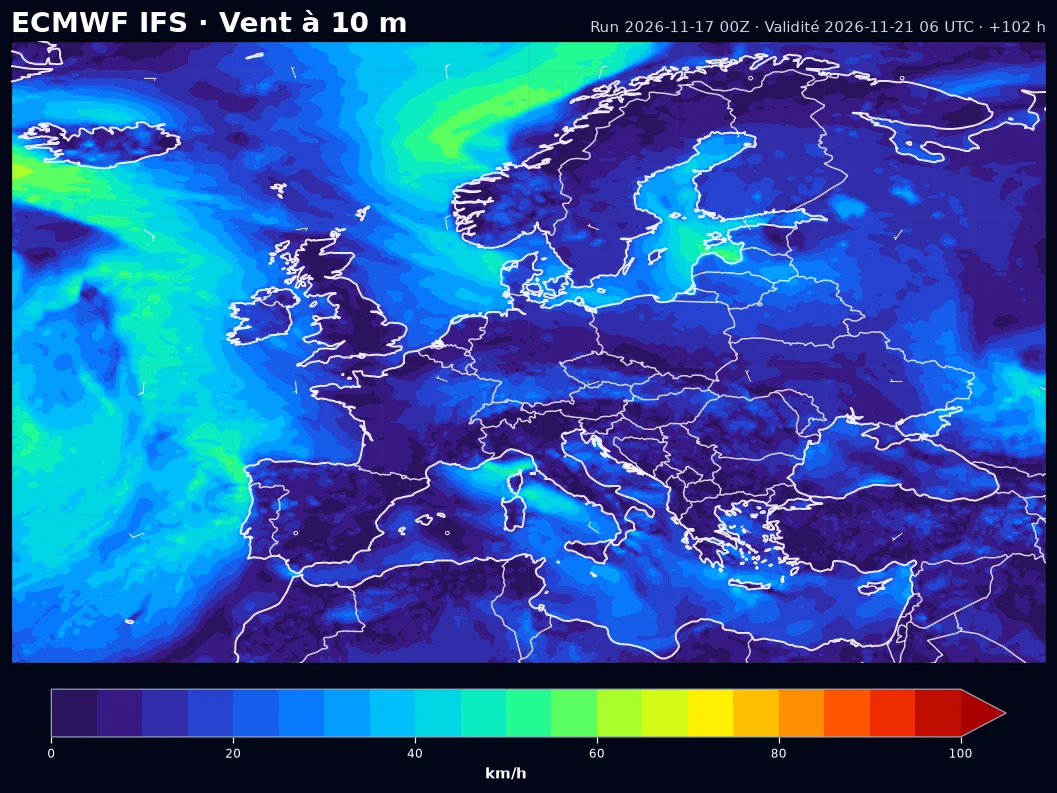 ECMWF IFS · Vent à 10 m
Run 2026-11-17 00Z · Validité 2026-11-21 06 UTC · +102 h
0 20 40 60 80 100
km/h